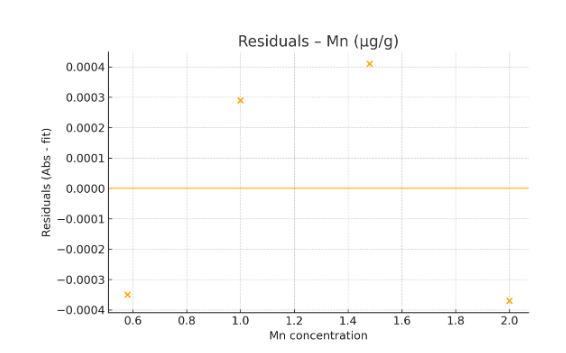 Residuals – Mn (µg/g)
0.0004
0.0003
0.0002
0.0001
0.0000
−0.0001
−0.0002
−0.0003
−0.0004
Residuals (Abs - fit)
0.6 0.8 1.0 1.2 1.4 1.6 1.8 2.0
Mn concentration